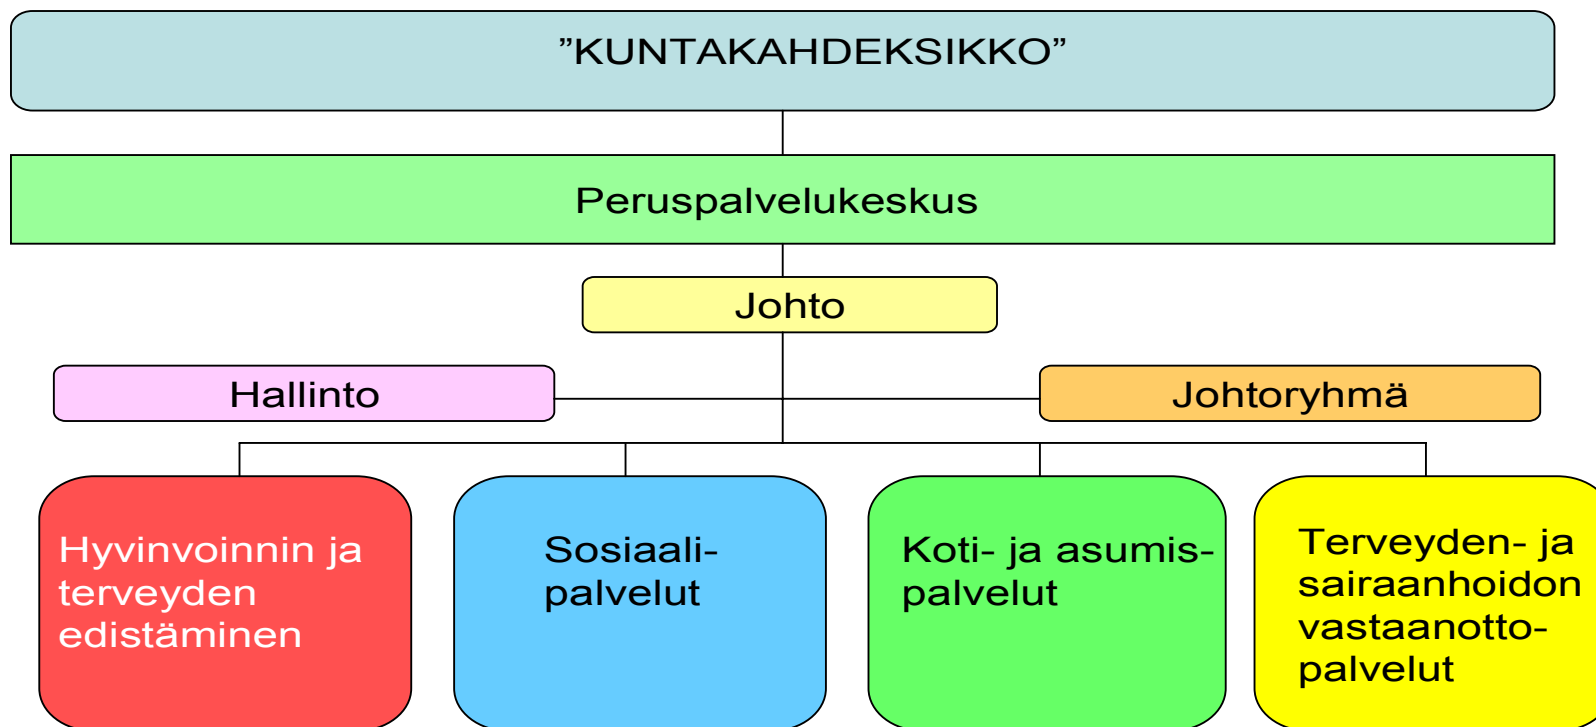 ”KUNTAKAHDEKSIKKO”
Peruspalvelukeskus
Johto
Hallinto
Johtoryhmä
Hyvinvoinnin ja
terveyden
edistäminen
Sosiaali-
palvelut
Koti- ja asumis-
palvelut
Terveyden- ja
sairaanhoidon
vastaanotto-
palvelut